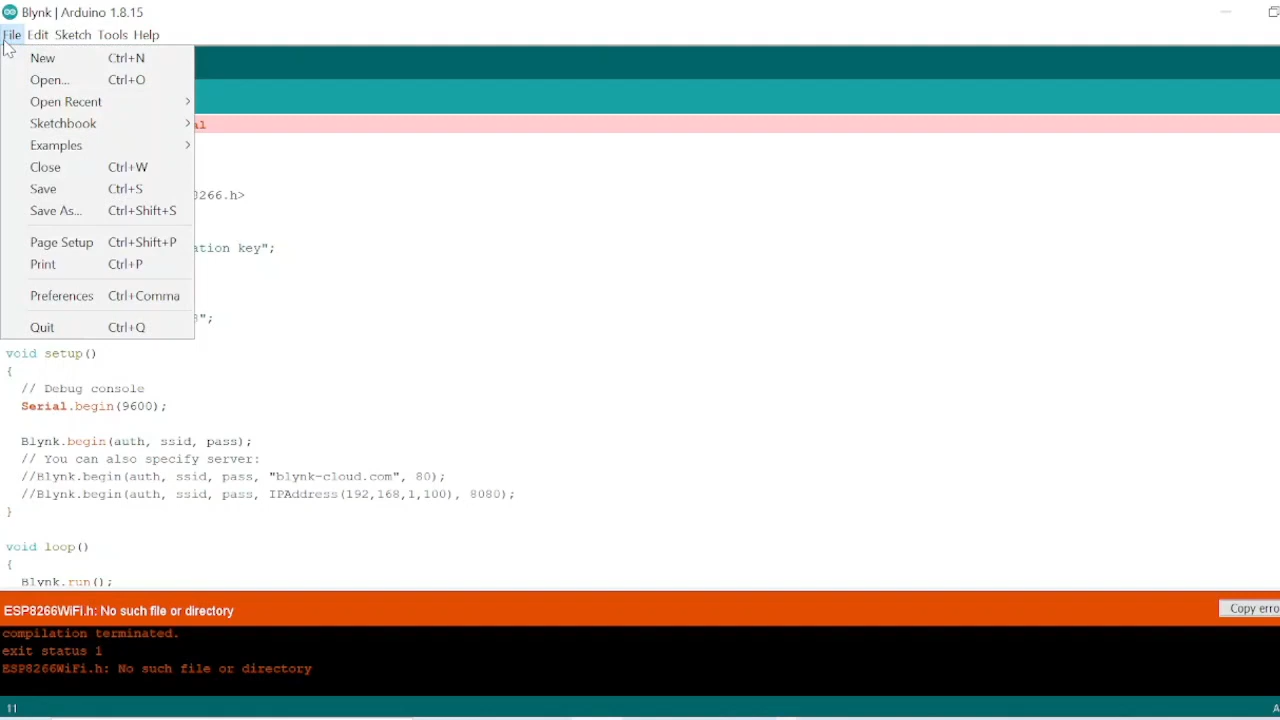 Blynk | Arduino 1.8.15
File Edit Sketch Tools Help
New Ctrl+N
Open... Ctrl+O
Open Recent
Sketchbook
Examples
Close Ctrl+W
Save Ctrl+S
Save As... Ctrl+Shift+S
Page Setup Ctrl+Shift+P
Print Ctrl+P
Preferences Ctrl+Comma
Quit Ctrl+Q
al
8266.h>
ation key";
";
void setup()
{
// Debug console
Serial.begin(9600);
Blynk.begin(auth, ssid, pass);
// You can also specify server:
//Blynk.begin(auth, ssid, pass, "blynk-cloud.com", 80);
//Blynk.begin(auth, ssid, pass, IPAddress(192,168,1,100), 8080);
}
void loop()
{
Blynk.run();
ESP8266WiFi.h: No such file or directory
Copy erro
compilation terminated.
exit status 1
ESP8266WiFi.h: No such file or directory
11
A